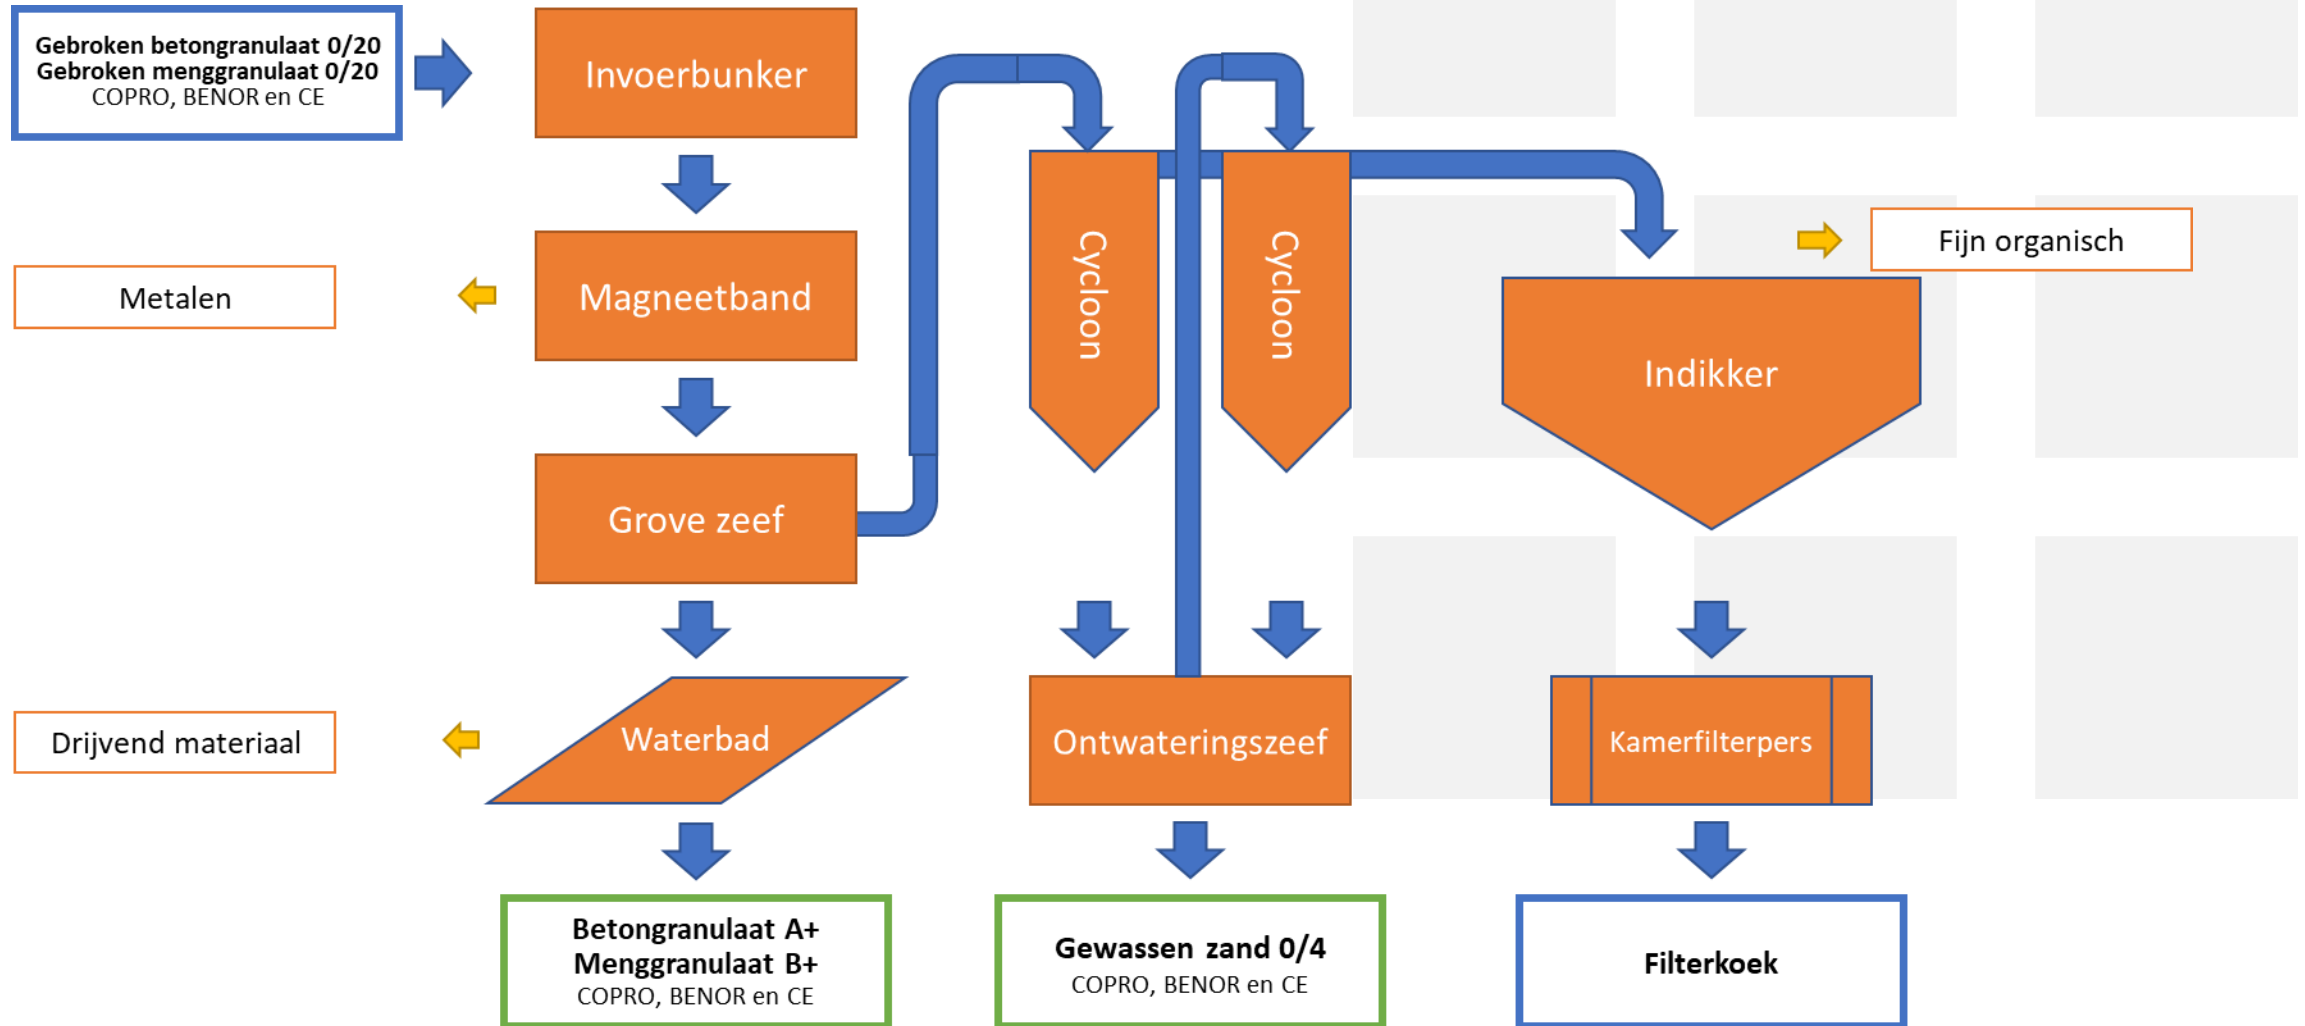 Gebroken betongranulaat 0/20
Gebroken menggranulaat 0/20
COPRO, BENOR en CE
Invoerbunker
Metalen
Magneetband
Grove zeef
Drijvend materiaal
Waterbad
Betongranulaat A+
Menggranulaat B+
COPRO, BENOR en CE
Cycloon
Cycloon
Ontwateringszeef
Gewassen zand 0/4
COPRO, BENOR en CE
Fijn organisch
Indikker
Kamerfilterpers
Filterkoek